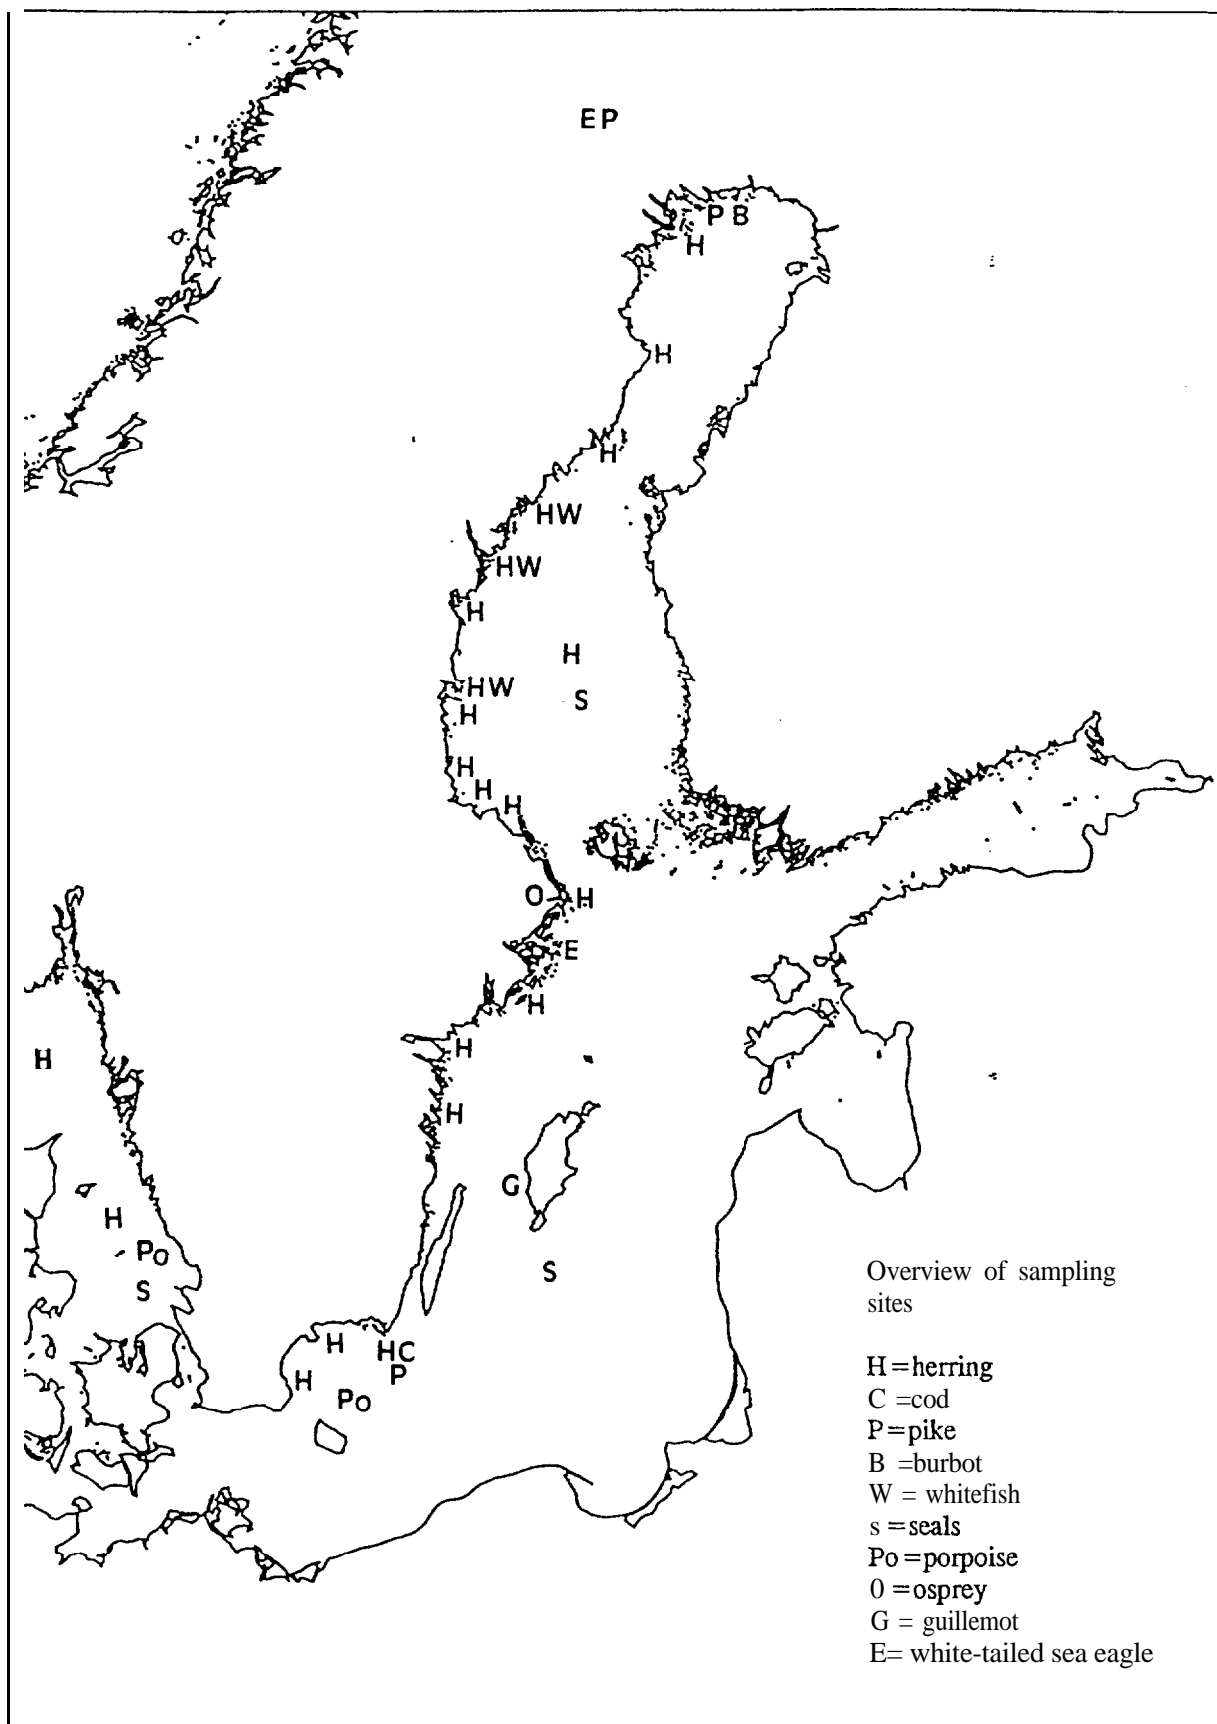 EP
P B
H
H
H
HW
HW
H
H
S
HW
H
H
H
H
O H
E
H
H
H
H
G
H
Po
S
S
H
HC
P
H
Po
Overview of sampling
sites
H=herring
C =cod
P=pike
B =burbot
W = whitefish
s =seals
Po=porpoise
0 =osprey
G = guillemot
E= white-tailed sea eagle